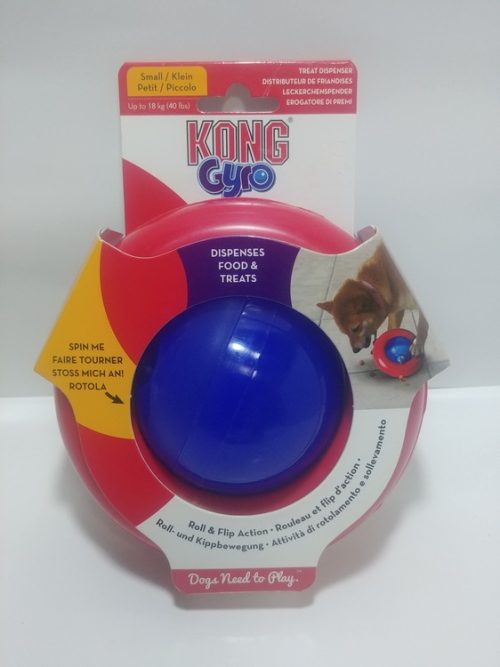 Small / Klein
Petit / Piccolo
Up to 18 kg (40 lbs)
TREAT DISPENSER
DISTRIBUTEUR DE FRIANDISES
LECKERCHENSPENDER
EROGATORE DI PREMI
KONG
Gyro
DISPENSES
FOOD &
TREATS
SPIN ME
FAIRE TOURNER
STOSS MICH AN!
ROTOLA
Roll & Flip Action • Rouleau et flip d'action •
Roll- und Kippbewegung • Attività di rotolamento e sollevamento
Dogs Need to Play.™